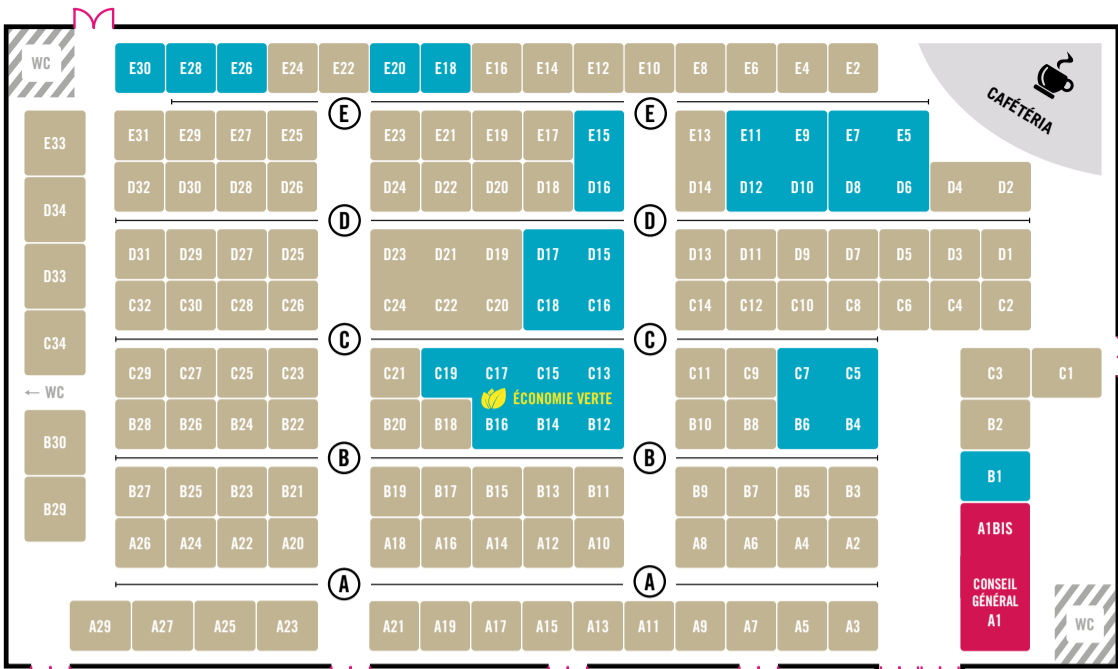 WC
E30 E28 E26 E24 E22 E20 E18 E16 E14 E12 E10 E8 E6 E4 E2
CAFÉTÉRIA
E E
E33
E31 E29 E27 E25 E23 E21 E19 E17 E15 E13 E11 E9 E7 E5
D32 D30 D28 D26 D24 D22 D20 D18 D16 D14 D12 D10 D8 D6 D4 D2
D34
D D
D31 D29 D27 D25 D23 D21 D19 D17 D15 D13 D11 D9 D7 D5 D3 D1
D33
C32 C30 C28 C26 C24 C22 C20 C18 C16 C14 C12 C10 C8 C6 C4 C2
C34
C C
C29 C27 C25 C23 C21 C19 C17 C15 C13 C11 C9 C7 C5 C3 C1
← WC
ÉCONOMIE VERTE
B28 B26 B24 B22 B20 B18 B16 B14 B12 B10 B8 B6 B4 B2
B30
B B
B27 B25 B23 B21 B19 B17 B15 B13 B11 B9 B7 B5 B3 B1
B29
A26 A24 A22 A20 A18 A16 A14 A12 A10 A8 A6 A4 A2 A1BIS
A A
CONSEIL
GÉNÉRAL
A1
A29 A27 A25 A23 A21 A19 A17 A15 A13 A11 A9 A7 A5 A3
WC